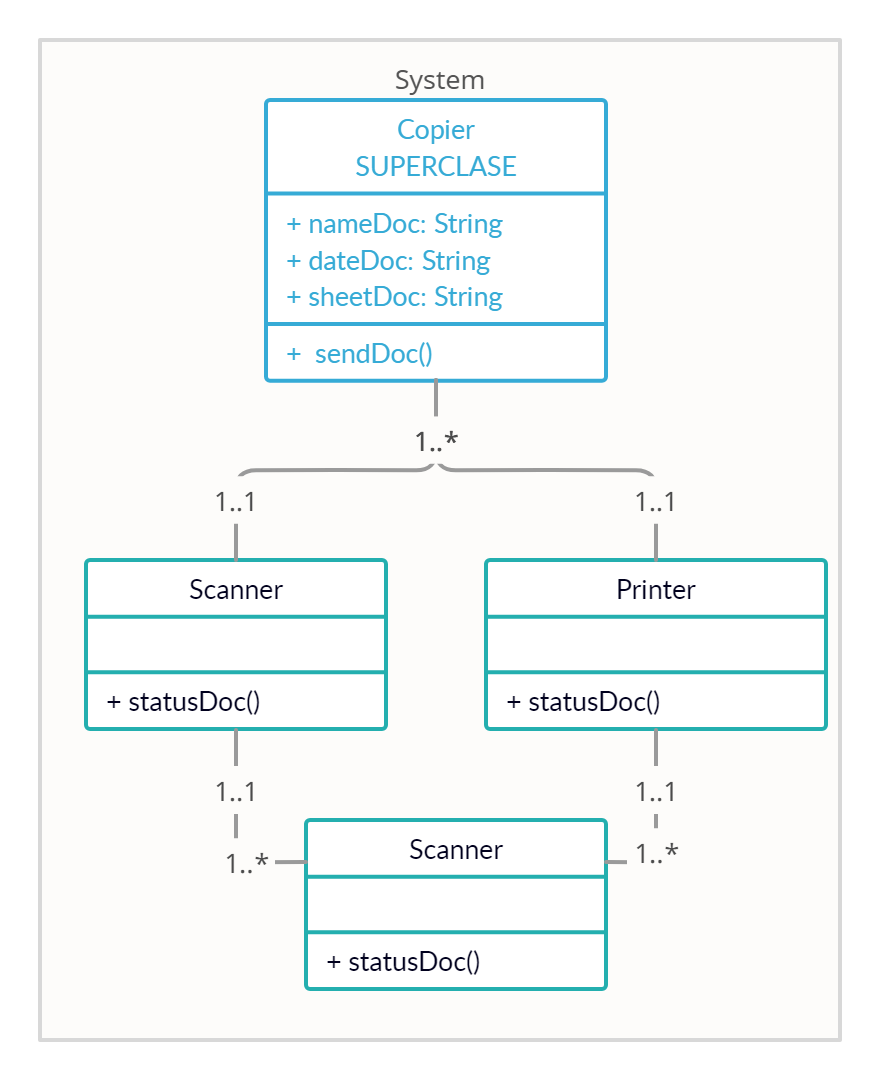 System
Copier
SUPERCLASE
+ nameDoc: String
+ dateDoc: String
+ sheetDoc: String
+ sendDoc()
1..*
1..1
1..1
Scanner
Printer
+ statusDoc()
+ statusDoc()
1..1
1..1
1..*
Scanner
1..*
+ statusDoc()